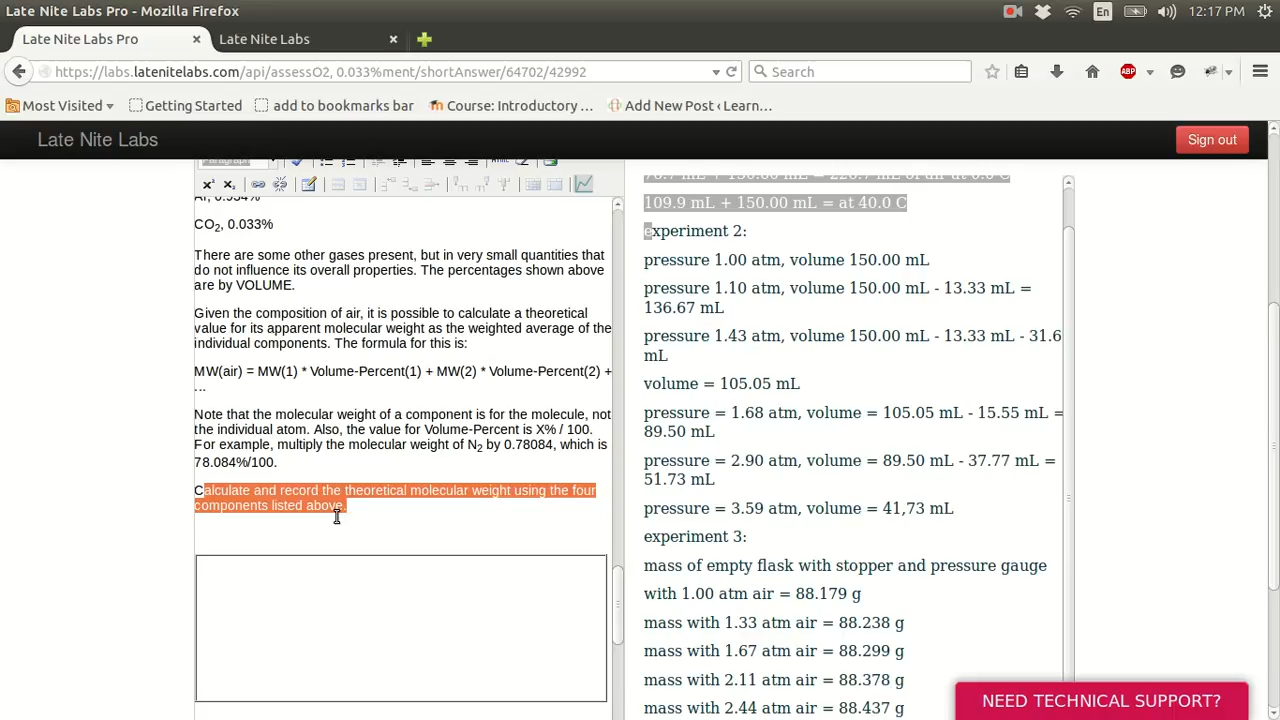 Late Nite Labs Pro - Mozilla Firefox
En
12:17 PM
Late Nite Labs Pro
Late Nite Labs
https://labs.latenitelabs.com/api/assessO2, 0.033%ment/shortAnswer/64702/42992
Search
ABP
Most Visited
Getting Started
add to bookmarks bar
Course: Introductory ...
Add New Post ‹ Learn...
Late Nite Labs
Sign out
Paragraph
HTML
Ar, 0.934%
CO2, 0.033%
There are some other gases present, but in very small quantities that
do not influence its overall properties. The percentages shown above
are by VOLUME.
Given the composition of air, it is possible to calculate a theoretical
value for its apparent molecular weight as the weighted average of the
individual components. The formula for this is:
MW(air) = MW(1) * Volume-Percent(1) + MW(2) * Volume-Percent(2) +
...
Note that the molecular weight of a component is for the molecule, not
the individual atom. Also, the value for Volume-Percent is X% / 100.
For example, multiply the molecular weight of N2 by 0.78084, which is
78.084%/100.
Calculate and record the theoretical molecular weight using the four
components listed above.
109.9 mL + 150.00 mL = at 40.0 C
experiment 2:
pressure 1.00 atm, volume 150.00 mL
pressure 1.10 atm, volume 150.00 mL - 13.33 mL =
136.67 mL
pressure 1.43 atm, volume 150.00 mL - 13.33 mL - 31.6
mL
volume = 105.05 mL
pressure = 1.68 atm, volume = 105.05 mL - 15.55 mL =
89.50 mL
pressure = 2.90 atm, volume = 89.50 mL - 37.77 mL =
51.73 mL
pressure = 3.59 atm, volume = 41,73 mL
experiment 3:
mass of empty flask with stopper and pressure gauge
with 1.00 atm air = 88.179 g
mass with 1.33 atm air = 88.238 g
mass with 1.67 atm air = 88.299 g
mass with 2.11 atm air = 88.378 g
mass with 2.44 atm air = 88.437 g
NEED TECHNICAL SUPPORT?